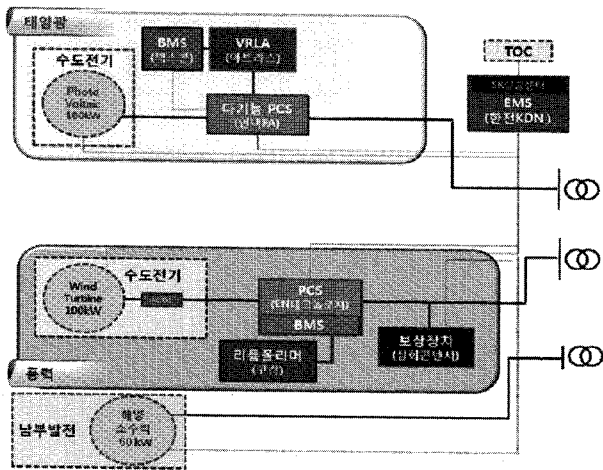 태양광
수도전기
Photo
Voltaic
100kW
BMS
VRLA
다기능 PCS
TOC
EMS
(한전KDN)
수도전기
Wind
Turbine
100kW
PCS
BMS
리튬폴리머
보상장치
풍력
남부발전
해양
소수력
60kW